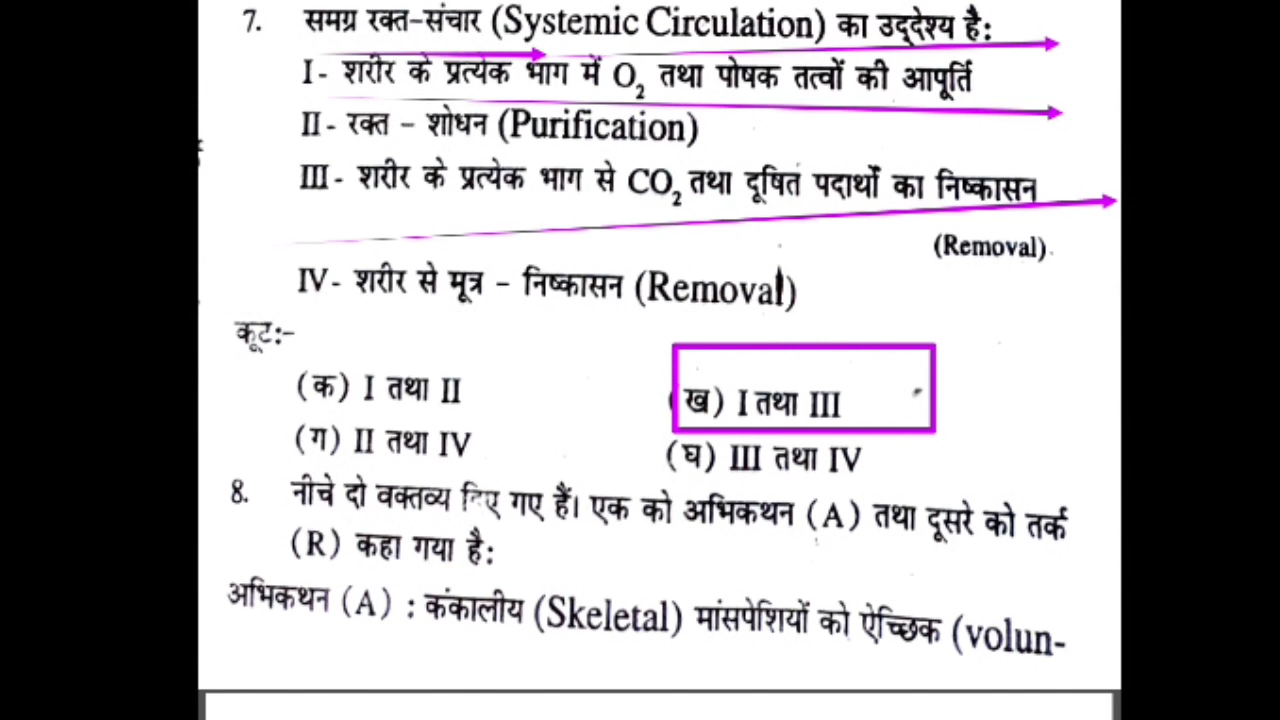 7. समग्र रक्त-संचार (Systemic Circulation) का उद्देश्य है:
I- शरीर के प्रत्येक भाग में O₂ तथा पोषक तत्वों की आपूर्ति
II- रक्त – शोधन (Purification)
III- शरीर के प्रत्येक भाग से CO₂ तथा दूषित पदार्थों का निष्कासन
(Removal).
IV- शरीर से मूत्र – निष्कासन (Removal)
कूट:-
(क) I तथा II (ख) I तथा III
(ग) II तथा IV (घ) III तथा IV
8. नीचे दो वक्तव्य दिए गए हैं। एक को अभिकथन (A) तथा दूसरे को तर्क
(R) कहा गया है:
अभिकथन (A) : कंकालीय (Skeletal) मांसपेशियों को ऐच्छिक (volun-